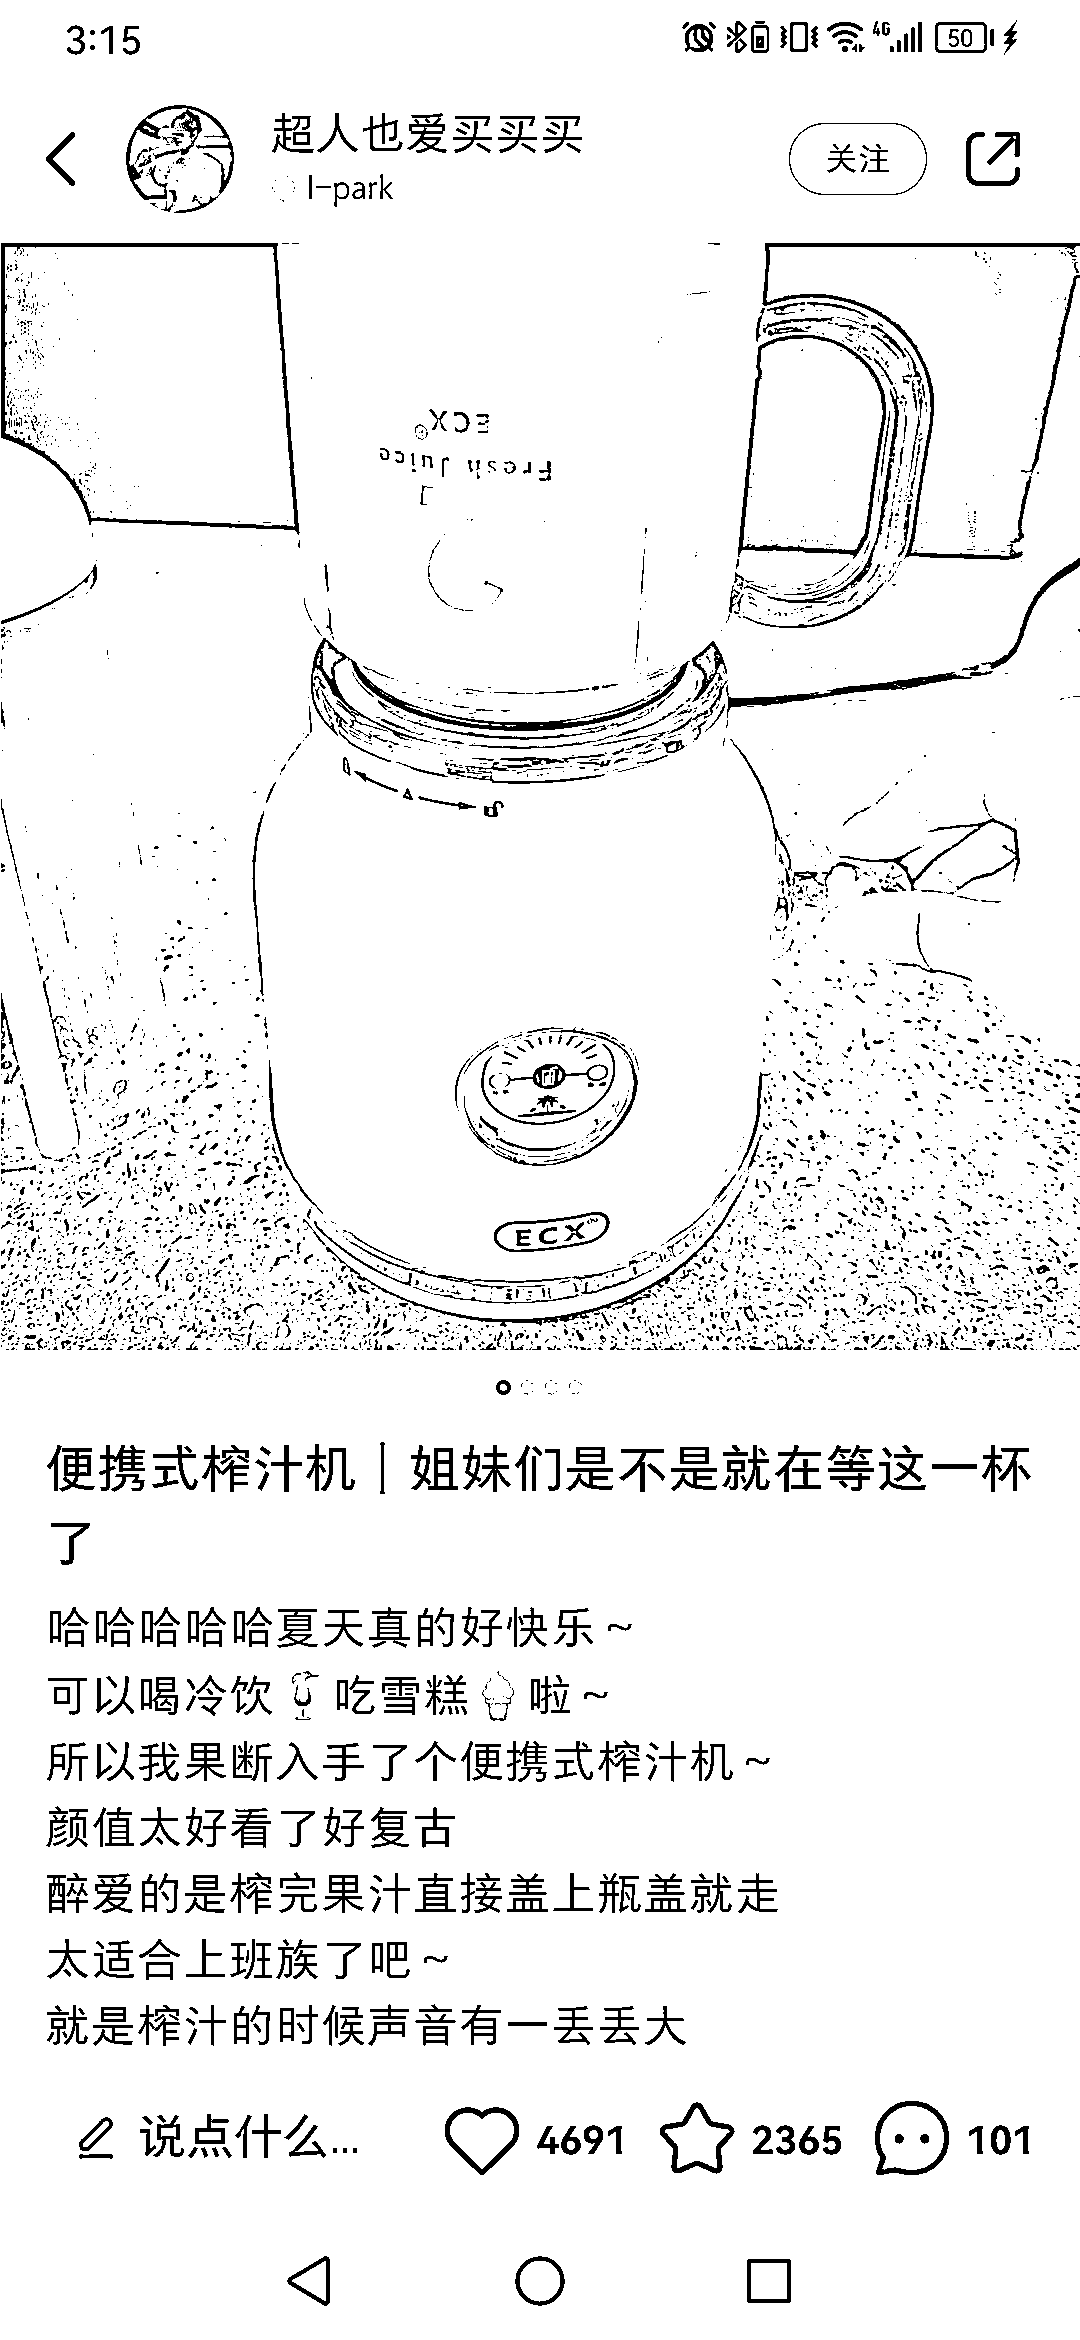 3:15
4G
50
超人也爱买买买
I-park
关注
ECX®
Fresh Juice
ECX™
便携式榨汁机｜姐妹们是不是就在等这一杯
了
哈哈哈哈哈夏天真的好快乐～
可以喝冷饮🍹吃雪糕🍦啦～
所以我果断入手了个便携式榨汁机～
颜值太好看了好复古
醉爱的是榨完果汁直接盖上瓶盖就走
太适合上班族了吧～
就是榨汁的时候声音有一丢丢大
说点什么...
4691
2365
101